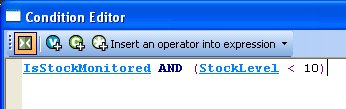 Condition Editor
Insert an operator into expression
IsStockMonitored AND (StockLevel < 10)